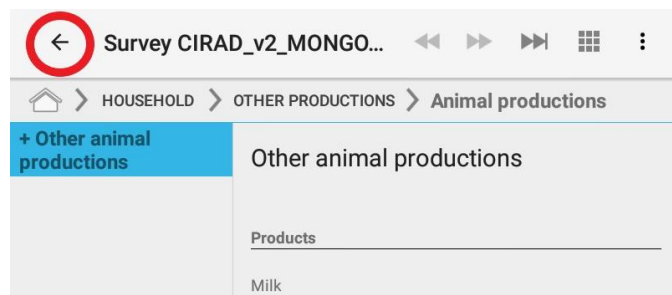 Survey CIRAD_v2_MONGO...
HOUSEHOLD OTHER PRODUCTIONS Animal productions
+ Other animal
productions
Other animal productions
Products
Milk